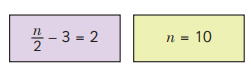 n/2 – 3 = 2
n = 10